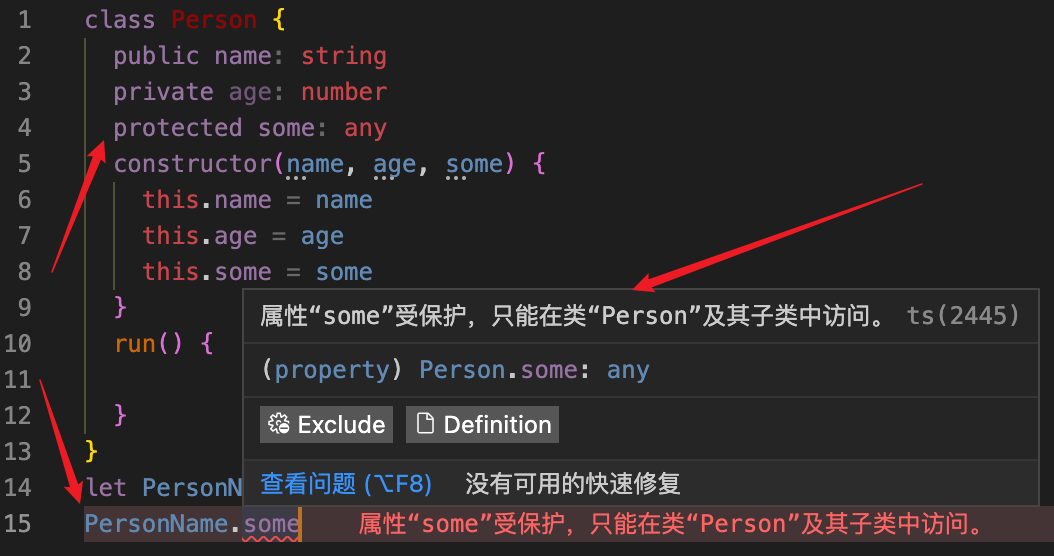 1 class Person {
2 public name: string
3 private age: number
4 protected some: any
5 constructor(name, age, some) {
6 this.name = name
7 this.age = age
8 this.some = some
9 }
属性“some”受保护，只能在类“Person”及其子类中访问。 ts(2445)
10 run() {
(property) Person.some: any
11
12 }
Exclude Definition
13 }
14 let PersonN
查看问题 (⌥F8) 没有可用的快速修复
15 PersonName.some 属性“some”受保护，只能在类“Person”及其子类中访问。